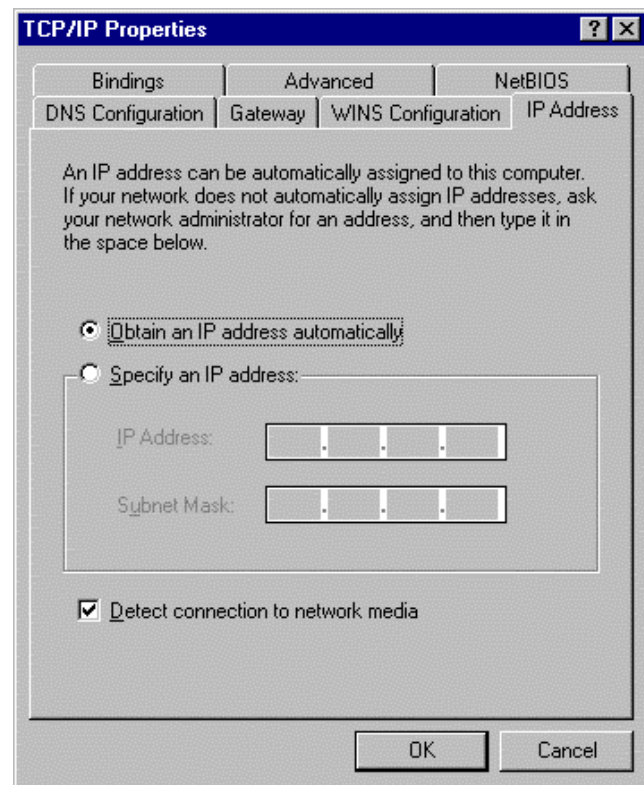 TCP/IP Properties
? X
Bindings Advanced NetBIOS
DNS Configuration Gateway WINS Configuration IP Address
An IP address can be automatically assigned to this computer.
If your network does not automatically assign IP addresses, ask
your network administrator for an address, and then type it in
the space below.
Obtain an IP address automatically
Specify an IP address:
IP Address: . . .
Subnet Mask: . . .
Detect connection to network media
OK Cancel